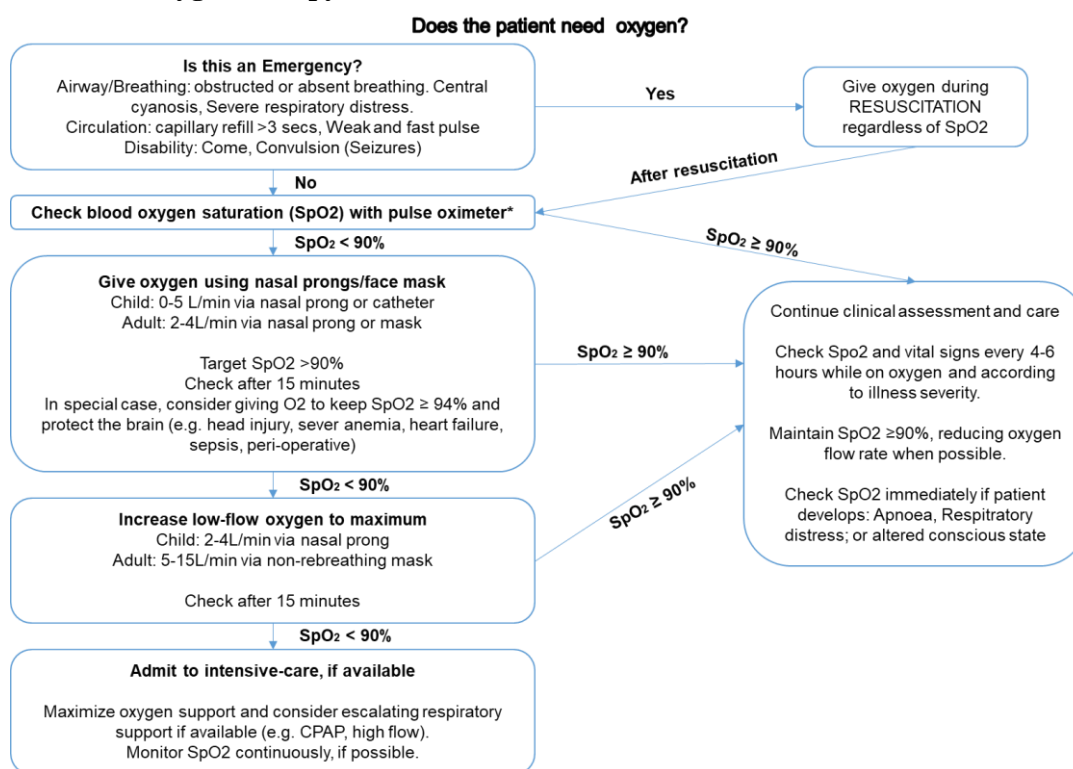 Does the patient need oxygen?
Is this an Emergency?
Airway/Breathing: obstructed or absent breathing. Central
cyanosis, Severe respiratory distress.
Circulation: capillary refill >3 secs, Weak and fast pulse
Disability: Come, Convulsion (Seizures)
Yes
Give oxygen during
RESUSCITATION
regardless of SpO2
After resuscitation
No
Check blood oxygen saturation (SpO2) with pulse oximeter*
SpO₂ < 90%
SpO₂ ≥ 90%
Give oxygen using nasal prongs/face mask
Child: 0-5 L/min via nasal prong or catheter
Adult: 2-4L/min via nasal prong or mask
Target SpO2 >90%
Check after 15 minutes
In special case, consider giving O2 to keep SpO2 ≥ 94% and
protect the brain (e.g. head injury, sever anemia, heart failure,
sepsis, peri-operative)
SpO₂ ≥ 90%
Continue clinical assessment and care
Check Spo2 and vital signs every 4-6
hours while on oxygen and according
to illness severity.
Maintain SpO2 ≥90%, reducing oxygen
flow rate when possible.
Check SpO2 immediately if patient
develops: Apnoea, Respitratory
distress; or altered conscious state
SpO₂ < 90%
SpO₂ ≥ 90%
Increase low-flow oxygen to maximum
Child: 2-4L/min via nasal prong
Adult: 5-15L/min via non-rebreathing mask
Check after 15 minutes
SpO₂ < 90%
Admit to intensive-care, if available
Maximize oxygen support and consider escalating respiratory
support if available (e.g. CPAP, high flow).
Monitor SpO2 continuously, if possible.